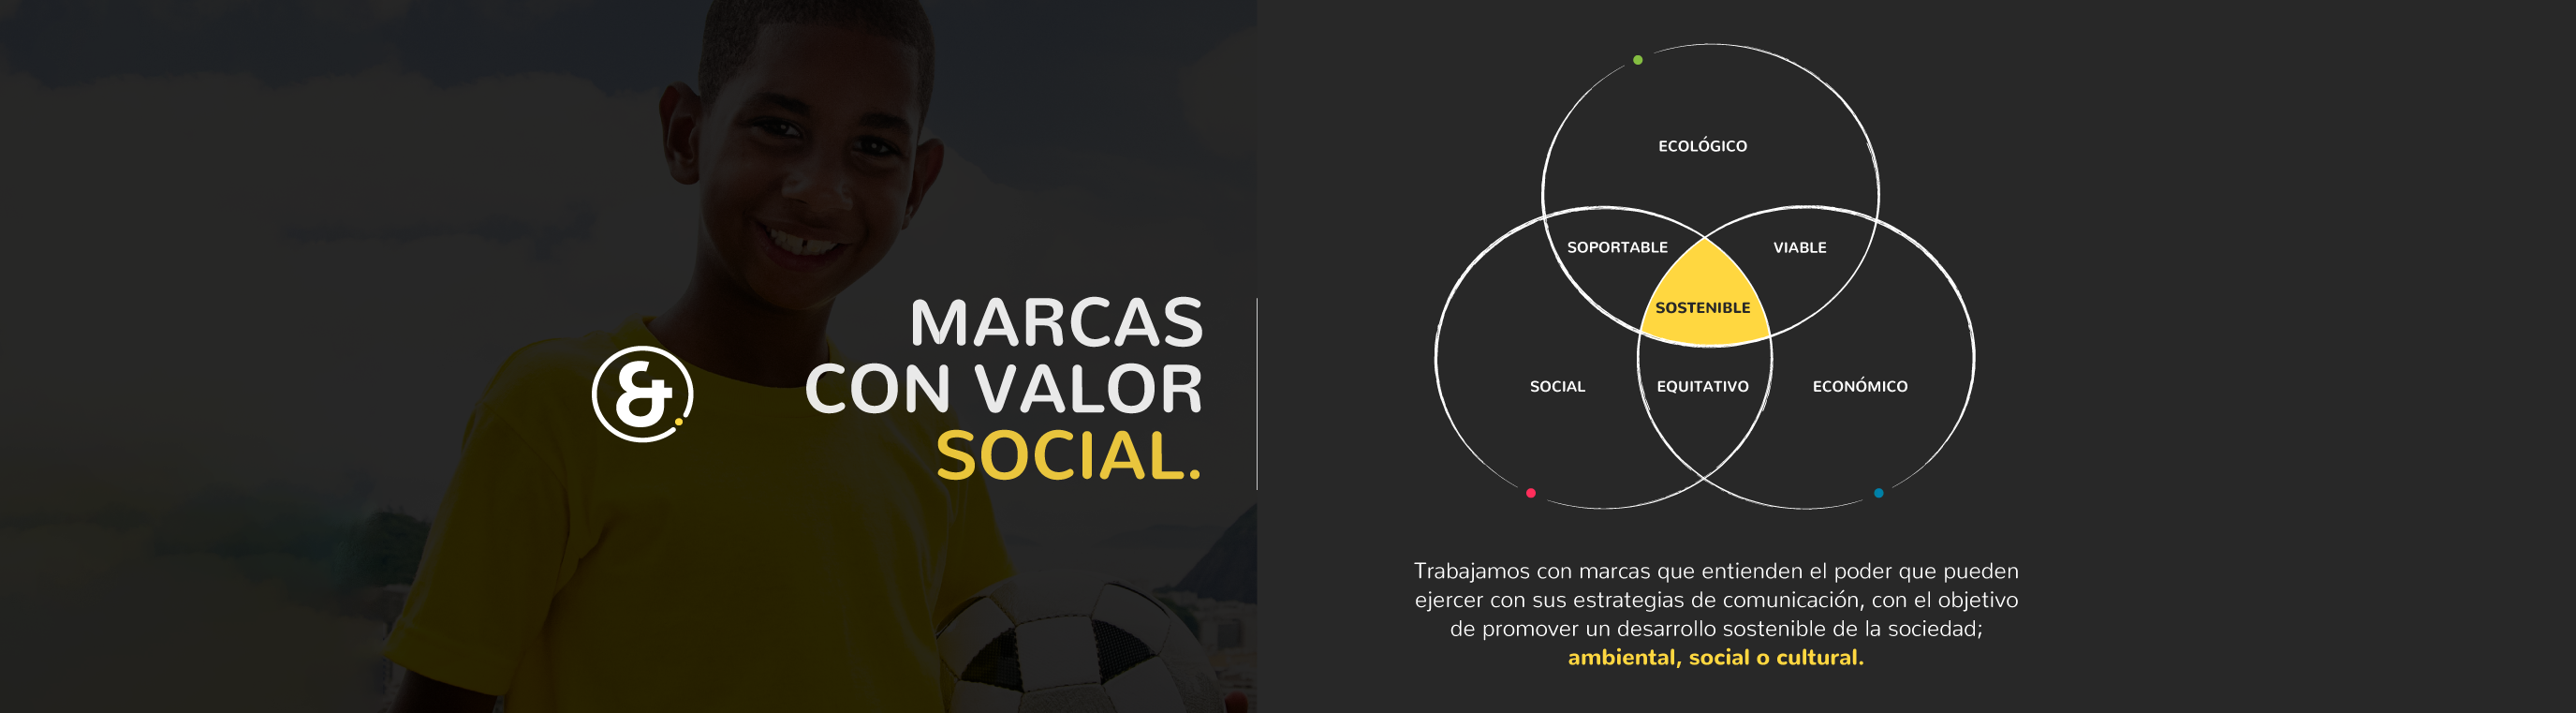 &
MARCAS
CON VALOR
SOCIAL.
ECOLÓGICO
SOPORTABLE
VIABLE
SOSTENIBLE
SOCIAL
EQUITATIVO
ECONÓMICO
Trabajamos con marcas que entienden el poder que pueden
ejercer con sus estrategias de comunicación, con el objetivo
de promover un desarrollo sostenible de la sociedad;
ambiental, social o cultural.